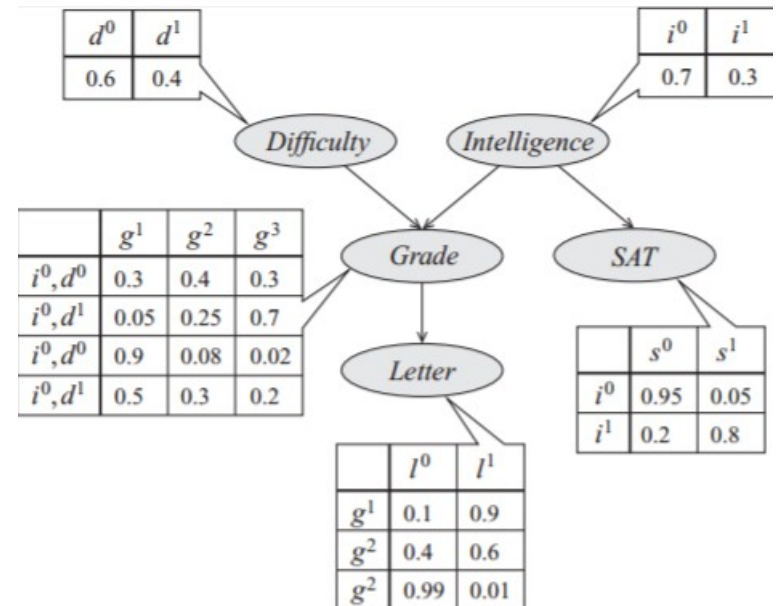 d⁰ d¹
0.6 0.4
i⁰ i¹
0.7 0.3
Difficulty
Intelligence
g¹ g² g³
i⁰,d⁰ 0.3 0.4 0.3
i⁰,d¹ 0.05 0.25 0.7
i⁰,d⁰ 0.9 0.08 0.02
i⁰,d¹ 0.5 0.3 0.2
Grade
SAT
Letter
s⁰ s¹
i⁰ 0.95 0.05
i¹ 0.2 0.8
l⁰ l¹
g¹ 0.1 0.9
g² 0.4 0.6
g² 0.99 0.01